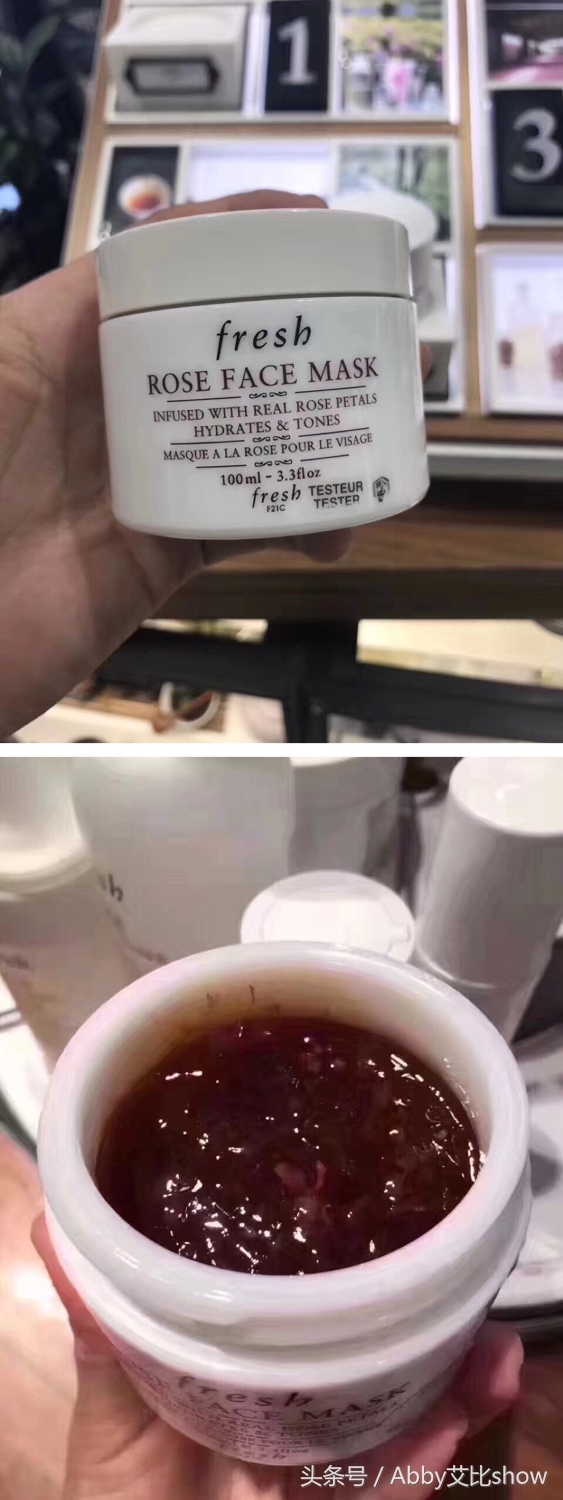 1
3
fresh
ROSE FACE MASK
INFUSED WITH REAL ROSE PETALS
HYDRATES & TONES
MASQUE A LA ROSE POUR LE VISAGE
100ml - 3.3fl oz
fresh TESTEUR
F21C TESTER
fresh
FACE MASK
头条号 / Abby艾比show